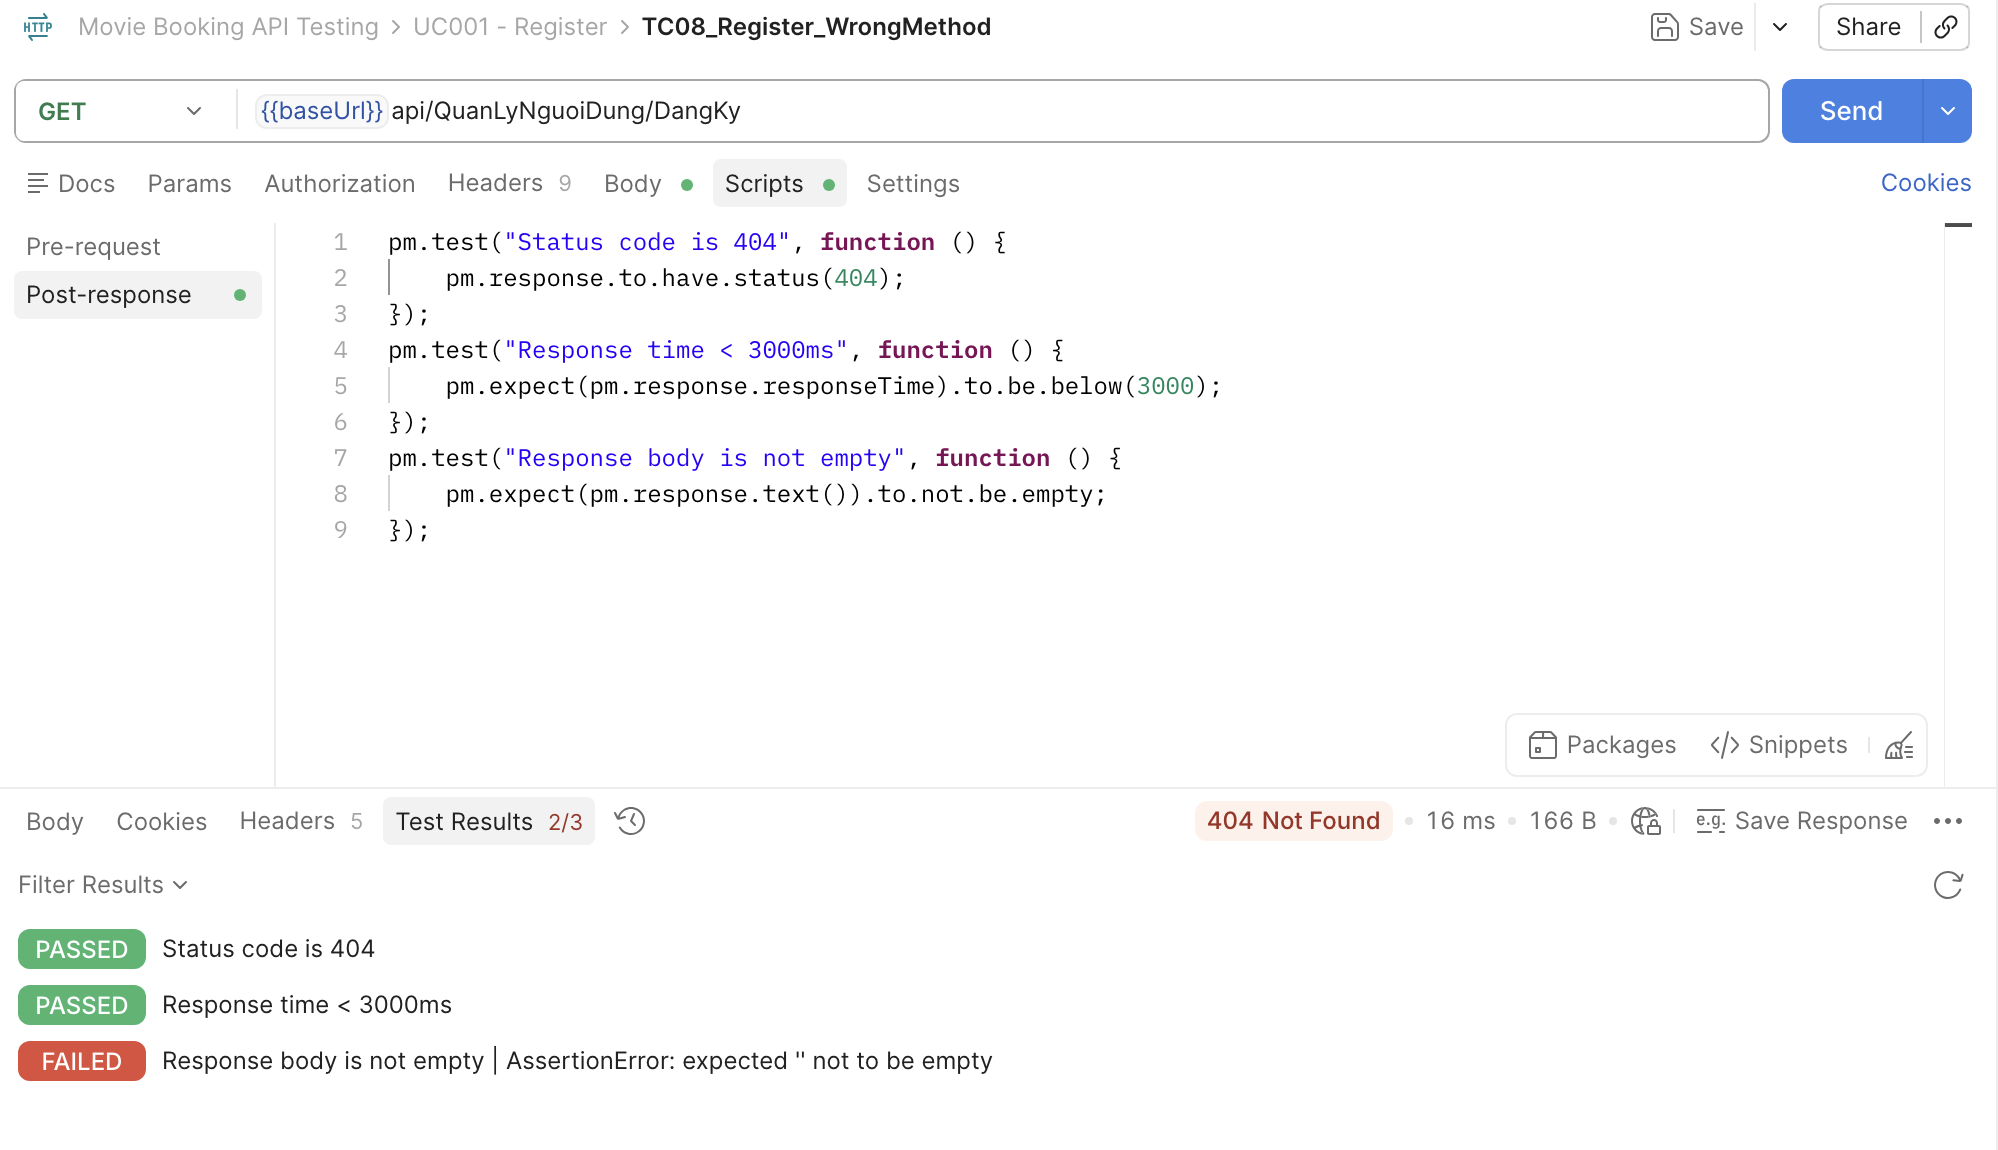 HTTP Movie Booking API Testing > UC001 - Register > TC08_Register_WrongMethod Save Share
GET {{baseUrl}} api/QuanLyNguoiDung/DangKy Send
Docs Params Authorization Headers 9 Body Scripts Settings Cookies
Pre-request
Post-response
1 pm.test("Status code is 404", function () {
2 pm.response.to.have.status(404);
3 });
4 pm.test("Response time < 3000ms", function () {
5 pm.expect(pm.response.responseTime).to.be.below(3000);
6 });
7 pm.test("Response body is not empty", function () {
8 pm.expect(pm.response.text()).to.not.be.empty;
9 });
Packages </> Snippets
Body Cookies Headers 5 Test Results 2/3 404 Not Found • 16 ms • 166 B • e.g. Save Response
Filter Results
PASSED Status code is 404
PASSED Response time < 3000ms
FAILED Response body is not empty | AssertionError: expected '' not to be empty